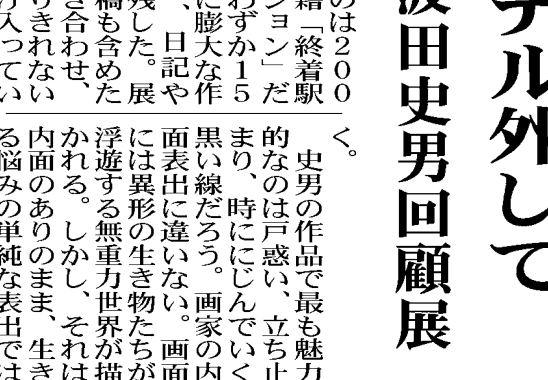 デル外して
波田史男回顧展
のは200
籍「終着駅
ション」だ
わずか15
に膨大な作
、日記や
残した。展
稿も含めた
き合わせ、
りきれない
入ってい
く。
史男の作品で最も魅力
的なのは戸惑い、立ち止
まり、時ににじんでいく
黒い線だろう。画家の内
面表出に違いない。画面
には異形の生き物たちが
浮遊する無重力世界が描
かれる。しかし、それは
内面のありのまま、生き
る悩みの単純な表出では